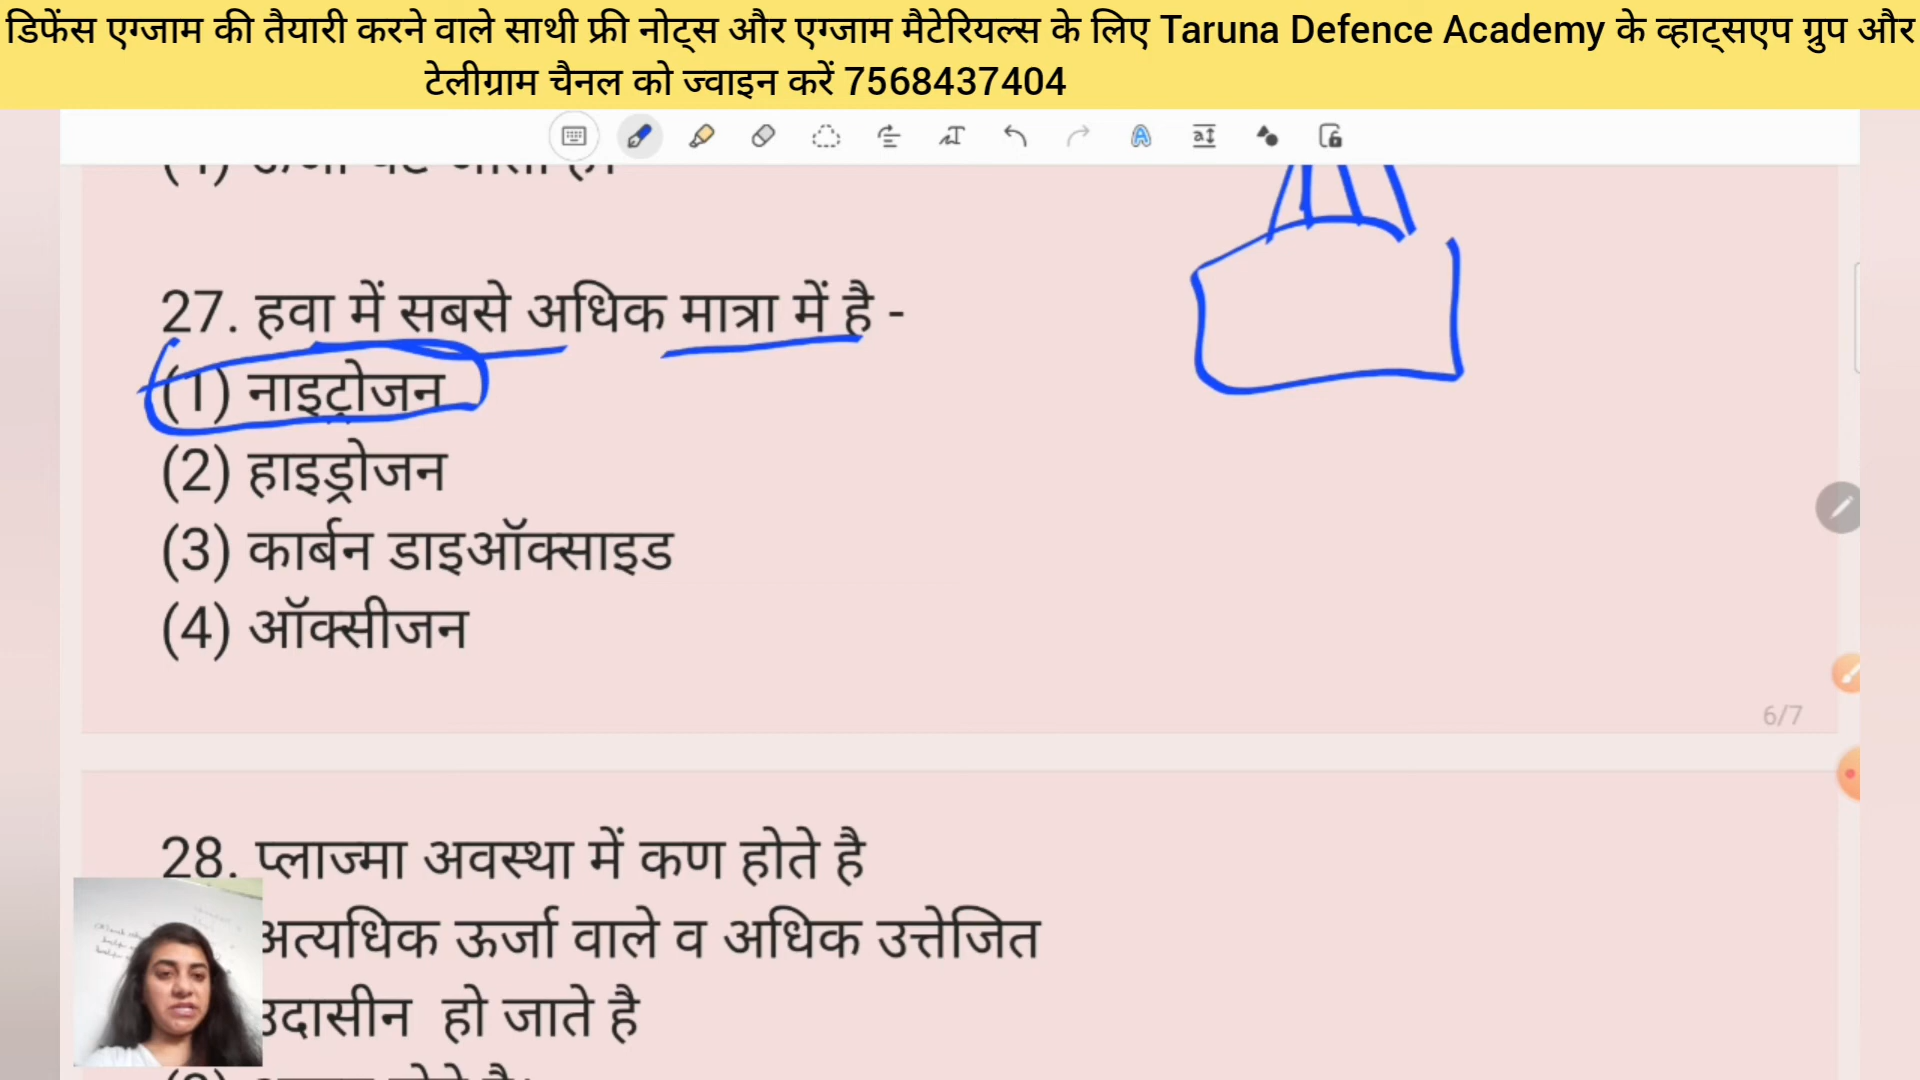 डिफेंस एग्जाम की तैयारी करने वाले साथी फ्री नोट्स और एग्जाम मैटेरियल्स के लिए Taruna Defence Academy के व्हाट्सएप ग्रुप और
टेलीग्राम चैनल को ज्वाइन करें 7568437404
27. हवा में सबसे अधिक मात्रा में है -
(1) नाइट्रोजन
(2) हाइड्रोजन
(3) कार्बन डाइऑक्साइड
(4) ऑक्सीजन
6/7
28. प्लाज्मा अवस्था में कण होते है
अत्यधिक ऊर्जा वाले व अधिक उत्तेजित
उदासीन हो जाते है